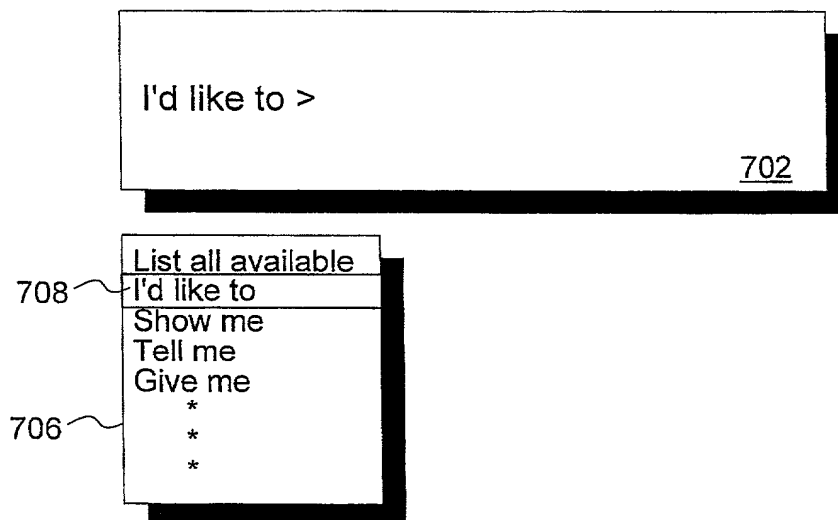 I'd like to >
702
List all available
708
I'd like to
Show me
Tell me
Give me
*
706
*
*